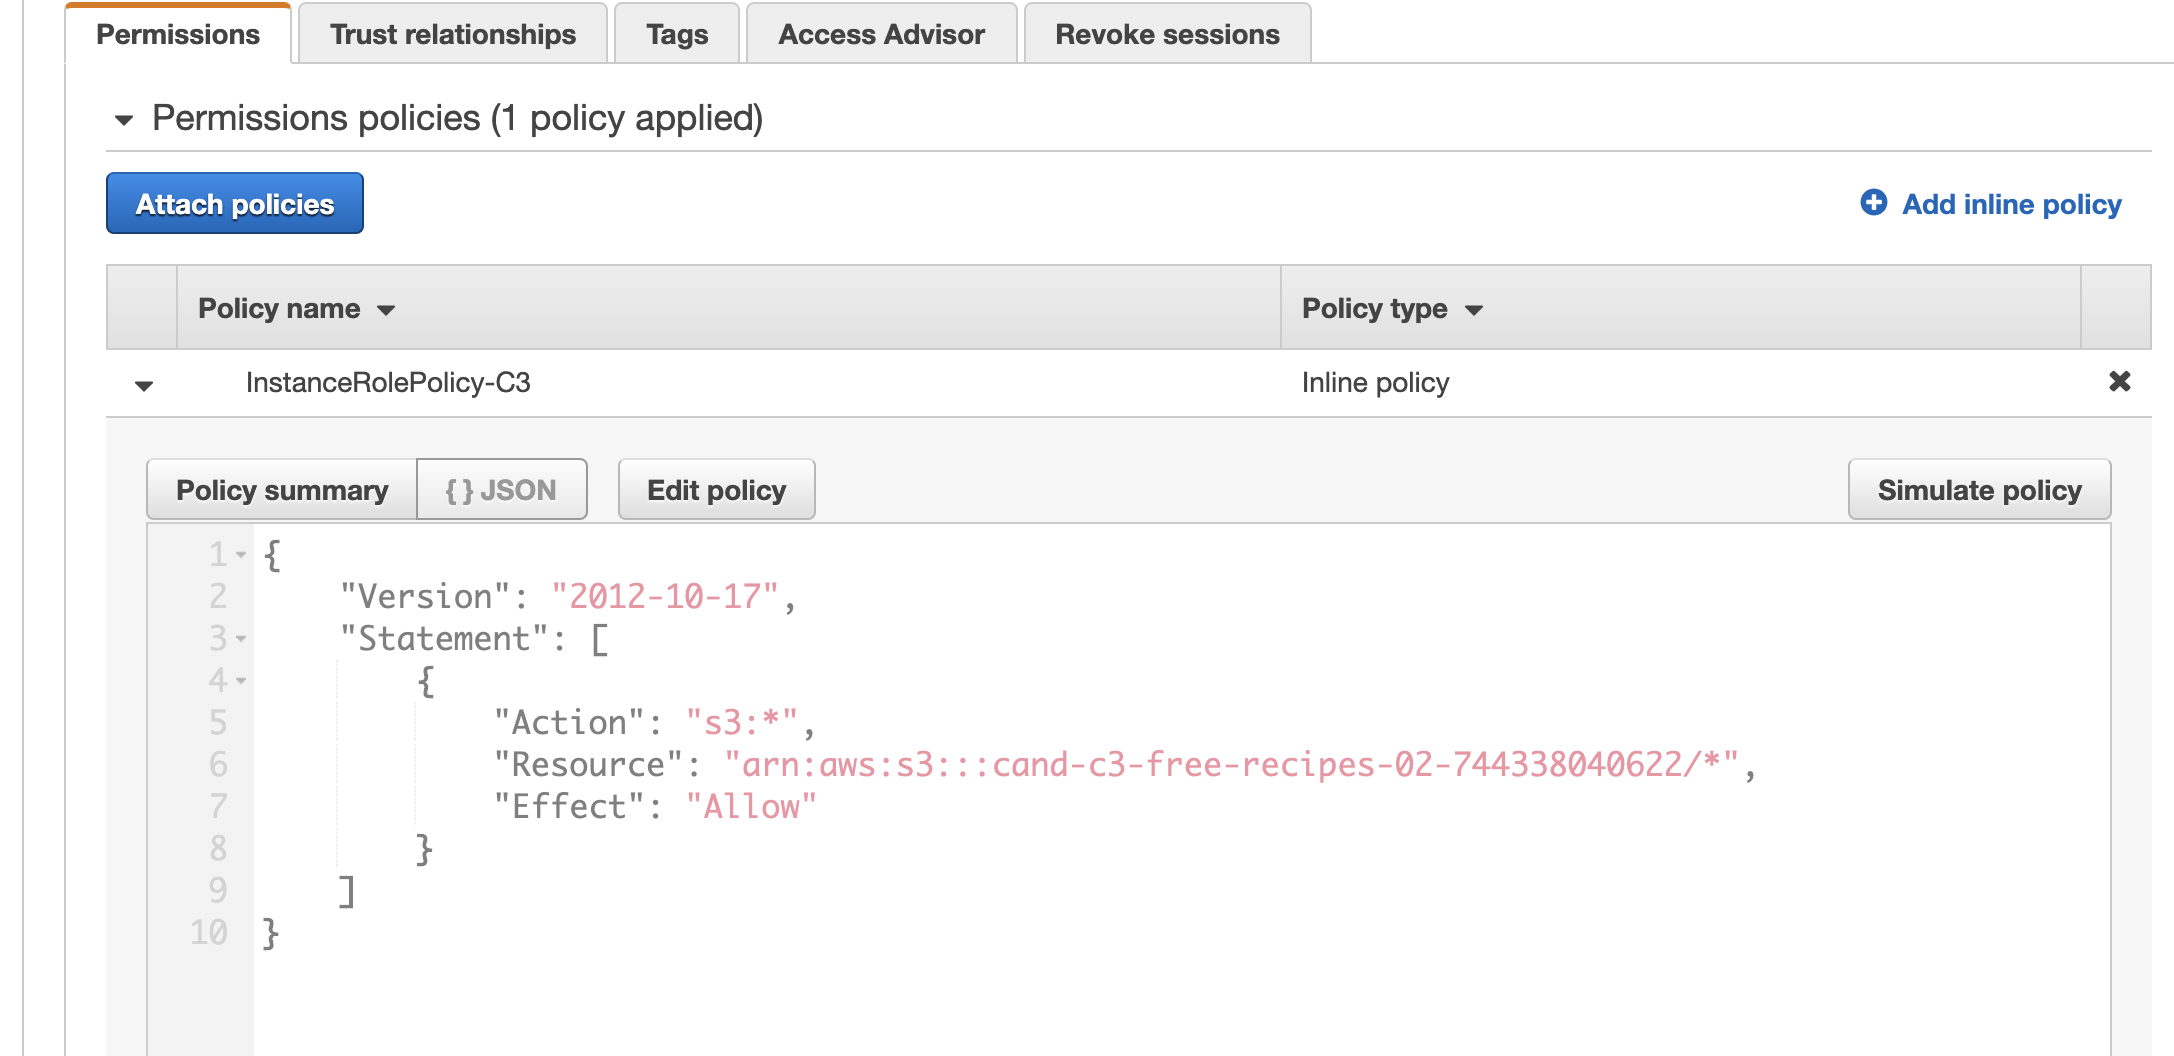 Permissions Trust relationships Tags Access Advisor Revoke sessions
Permissions policies (1 policy applied)
Attach policies Add inline policy
Policy name Policy type
InstanceRolePolicy-C3 Inline policy
Policy summary {} JSON Edit policy Simulate policy
1 {
2 "Version": "2012-10-17",
3 "Statement": [
4 {
5 "Action": "s3:*",
6 "Resource": "arn:aws:s3:::cand-c3-free-recipes-02-744338040622/*",
7 "Effect": "Allow"
8 }
9 ]
10 }